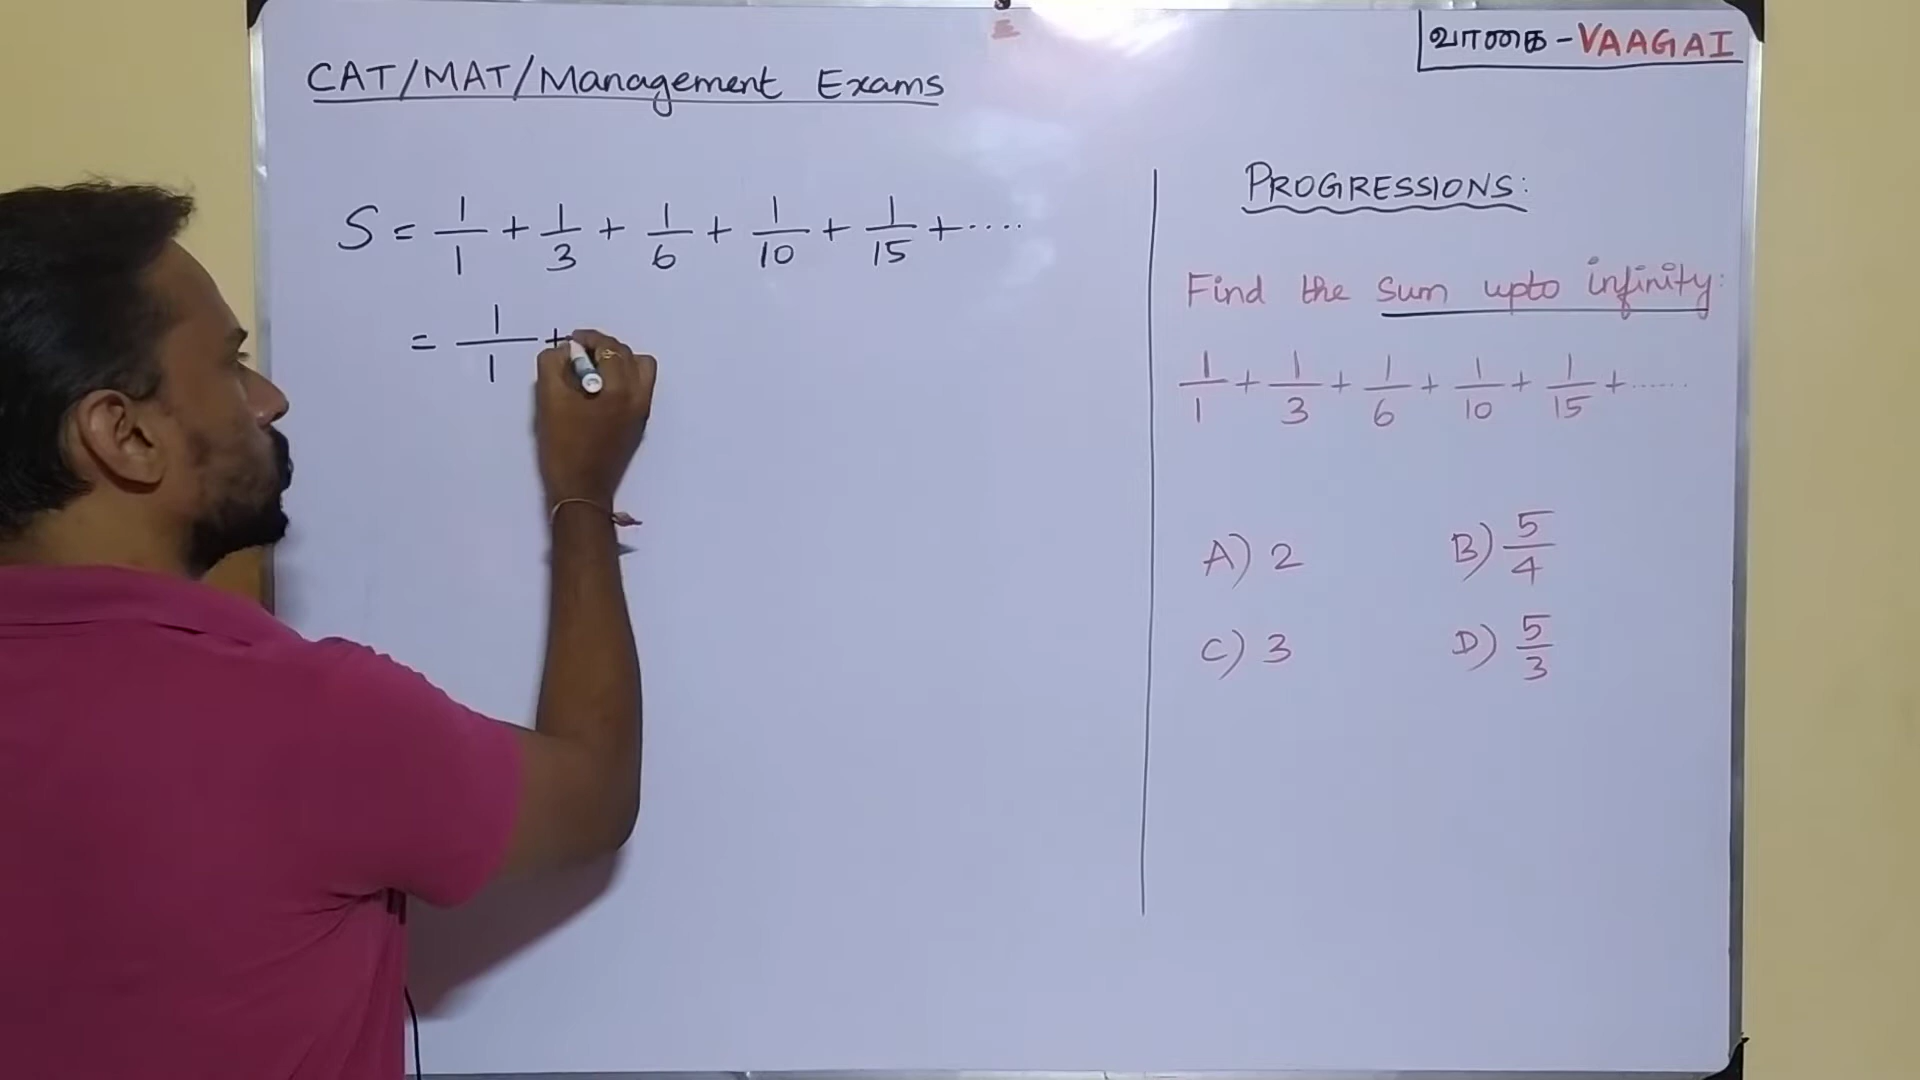 CAT/MAT/Management Exams
வாகை-VAAGAI
S = 1/1 + 1/3 + 1/6 + 1/10 + 1/15 + ....
= 1/1 +
PROGRESSIONS:
Find the sum upto infinity:
1/1 + 1/3 + 1/6 + 1/10 + 1/15 + ......
A) 2 B) 5/4
C) 3 D) 5/3